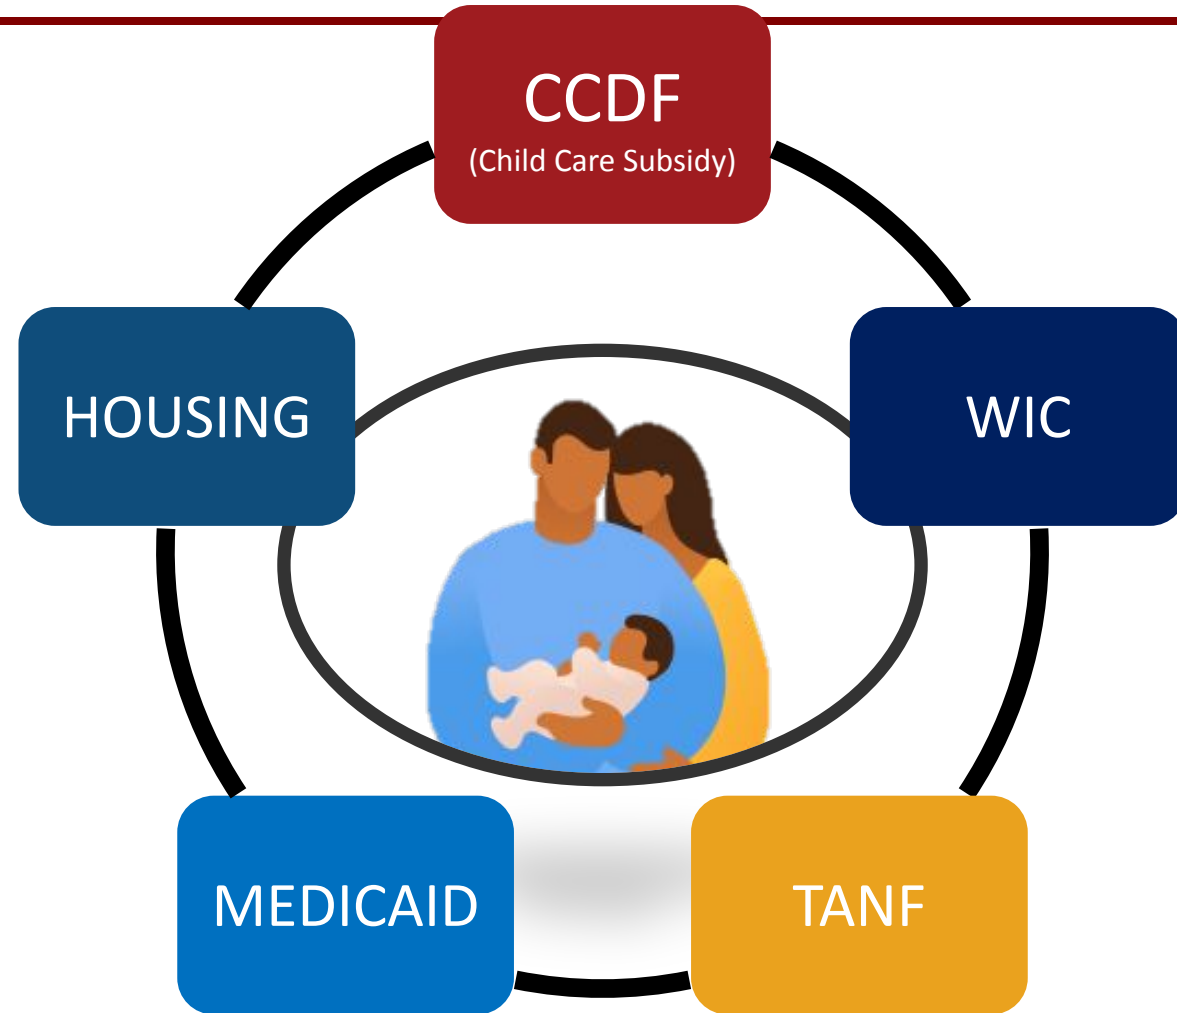 CCDF
(Child Care Subsidy)
HOUSING
WIC
MEDICAID
TANF